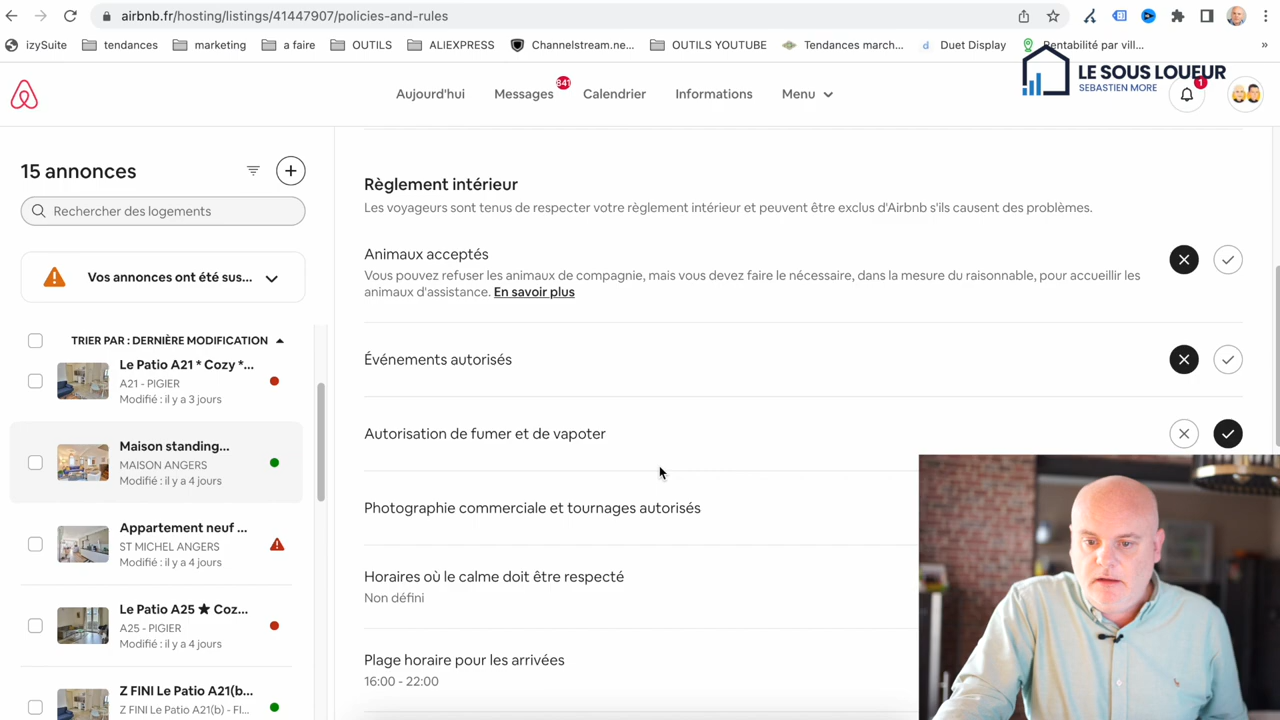 airbnb.fr/hosting/listings/41447907/policies-and-rules
izySuite
tendances
marketing
a faire
OUTILS
ALIEXPRESS
Channelstream.ne...
OUTILS YOUTUBE
Tendances march...
Duet Display
Rentabilité par vill...
»
Aujourd'hui
Messages
841
Calendrier
Informations
Menu
LE SOUS LOUEUR
SEBASTIEN MORE
1
15 annonces
Rechercher des logements
Vos annonces ont été sus...
TRIER PAR : DERNIÈRE MODIFICATION
Le Patio A21 * Cozy *...
A21 - PIGIER
Modifié : il y a 3 jours
Maison standing...
MAISON ANGERS
Modifié : il y a 4 jours
Appartement neuf ...
ST MICHEL ANGERS
Modifié : il y a 4 jours
Le Patio A25 ★ Coz...
A25 - PIGIER
Modifié : il y a 4 jours
Z FINI Le Patio A21(b...
Z FINI Le Patio A21(b) - FI...
Règlement intérieur
Les voyageurs sont tenus de respecter votre règlement intérieur et peuvent être exclus d'Airbnb s'ils causent des problèmes.
Animaux acceptés
Vous pouvez refuser les animaux de compagnie, mais vous devez faire le nécessaire, dans la mesure du raisonnable, pour accueillir les
animaux d'assistance. En savoir plus
Événements autorisés
Autorisation de fumer et de vapoter
Photographie commerciale et tournages autorisés
Horaires où le calme doit être respecté
Non défini
Plage horaire pour les arrivées
16:00 - 22:00